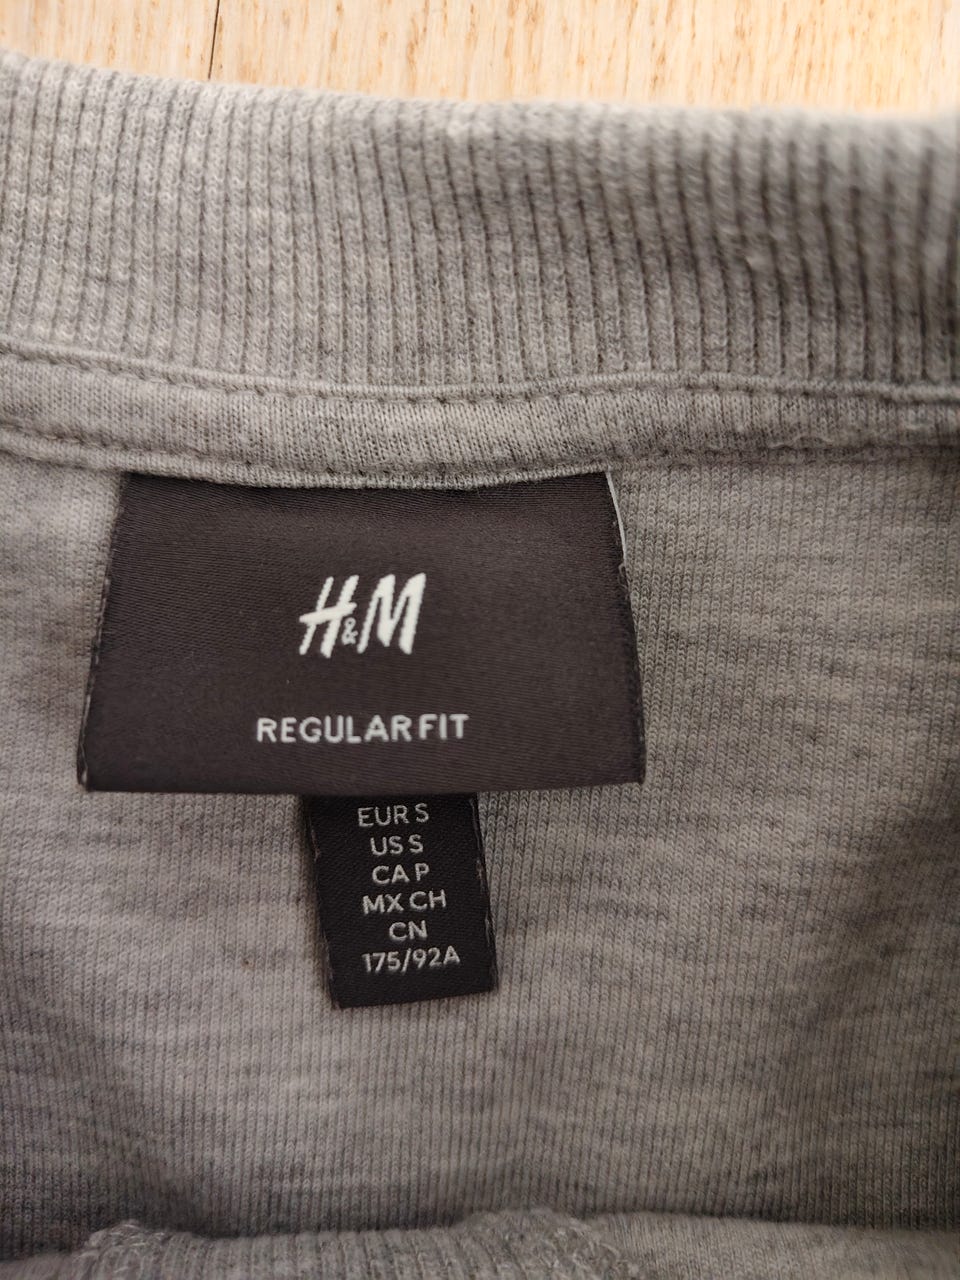 H&M
REGULAR FIT
EUR S
US S
CA P
MX CH
CN
175/92A